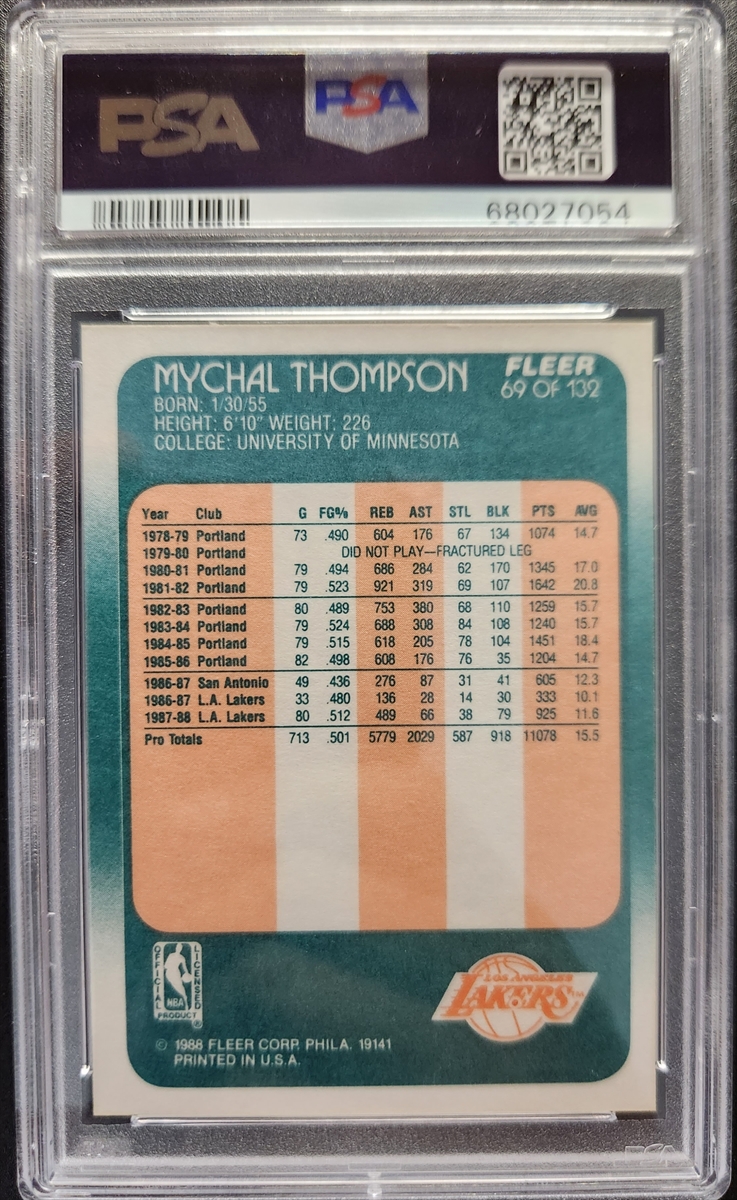 PSA PSA
68027054
MYCHAL THOMPSON FLEER
69 OF 132
BORN: 1/30/55
HEIGHT: 6'10" WEIGHT: 226
COLLEGE: UNIVERSITY OF MINNESOTA
Year Club G FG% REB AST STL BLK PTS AVG
1978-79 Portland 73 .490 604 176 67 134 1074 14.7
1979-80 Portland DID NOT PLAY—FRACTURED LEG
1980-81 Portland 79 .494 686 284 62 170 1345 17.0
1981-82 Portland 79 .523 921 319 69 107 1642 20.8
1982-83 Portland 80 .489 753 380 68 110 1259 15.7
1983-84 Portland 79 .524 688 308 84 108 1240 15.7
1984-85 Portland 79 .515 618 205 78 104 1451 18.4
1985-86 Portland 82 .498 608 176 76 35 1204 14.7
1986-87 San Antonio 49 .436 276 87 31 41 605 12.3
1986-87 L.A. Lakers 33 .480 136 28 14 30 333 10.1
1987-88 L.A. Lakers 80 .512 489 66 38 79 925 11.6
Pro Totals 713 .501 5779 2029 587 918 11078 15.5
OFFICIAL LICENSED
NBA
PRODUCT ®
LOS ANGELES
LAKERS TM
© 1988 FLEER CORP. PHILA. 19141
PRINTED IN U.S.A.
PSA